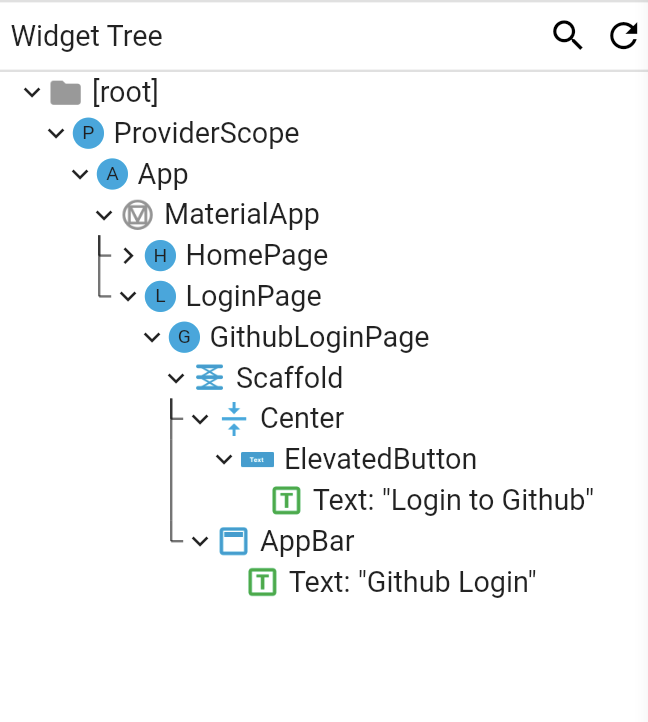 Widget Tree
[root]
P ProviderScope
A App
M MaterialApp
H HomePage
L LoginPage
G GithubLoginPage
Scaffold
Center
Text ElevatedButton
T Text: "Login to Github"
AppBar
T Text: "Github Login"